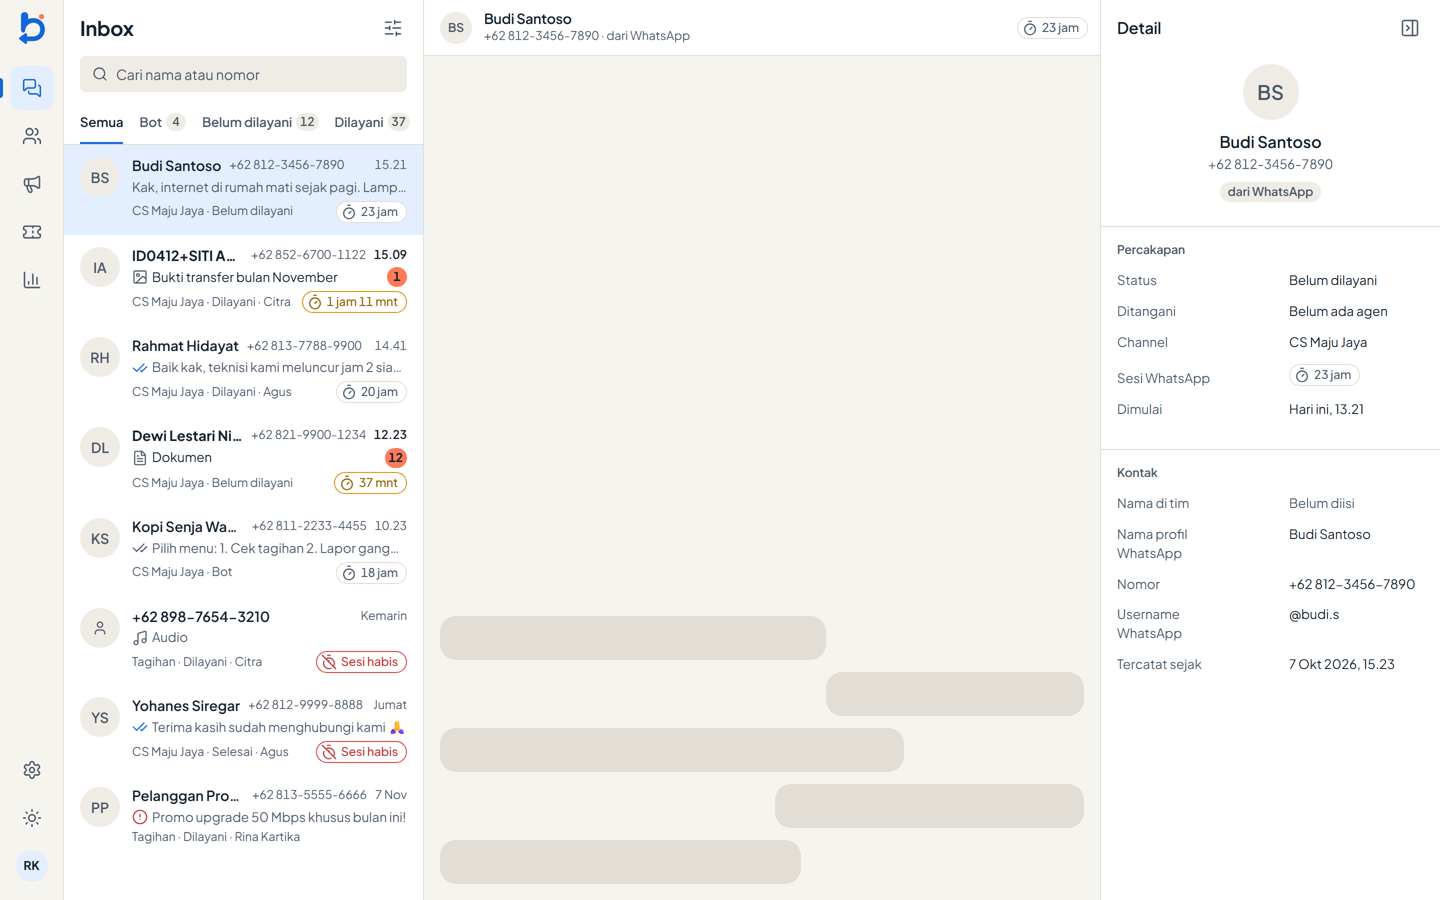 Inbox
Cari nama atau nomor
Semua Bot 4 Belum dilayani 12 Dilayani 37
BS Budi Santoso +62 812-3456-7890 15.21
Kak, internet di rumah mati sejak pagi. Lamp...
CS Maju Jaya · Belum dilayani 23 jam
IA ID0412+SITI A... +62 852-6700-1122 15.09
Bukti transfer bulan November 1
CS Maju Jaya · Dilayani · Citra 1 jam 11 mnt
RH Rahmat Hidayat +62 813-7788-9900 14.41
Baik kak, teknisi kami meluncur jam 2 sia...
CS Maju Jaya · Dilayani · Agus 20 jam
DL Dewi Lestari Ni... +62 821-9900-1234 12.23
Dokumen 12
CS Maju Jaya · Belum dilayani 37 mnt
KS Kopi Senja Wa... +62 811-2233-4455 10.23
Pilih menu: 1. Cek tagihan 2. Lapor gang...
CS Maju Jaya · Bot 18 jam
+62 898-7654-3210 Kemarin
Audio
Tagihan · Dilayani · Citra Sesi habis
YS Yohanes Siregar +62 812-9999-8888 Jumat
Terima kasih sudah menghubungi kami 🙏
CS Maju Jaya · Selesai · Agus Sesi habis
PP Pelanggan Pro... +62 813-5555-6666 7 Nov
Promo upgrade 50 Mbps khusus bulan ini!
Tagihan · Dilayani · Rina Kartika
RK
BS Budi Santoso
+62 812-3456-7890 · dari WhatsApp
23 jam
Detail
BS
Budi Santoso
+62 812-3456-7890
dari WhatsApp
Percakapan
Status Belum dilayani
Ditangani Belum ada agen
Channel CS Maju Jaya
Sesi WhatsApp 23 jam
Dimulai Hari ini, 13.21
Kontak
Nama di tim Belum diisi
Nama profil WhatsApp Budi Santoso
Nomor +62 812-3456-7890
Username WhatsApp @budi.s
Tercatat sejak 7 Okt 2026, 15.23